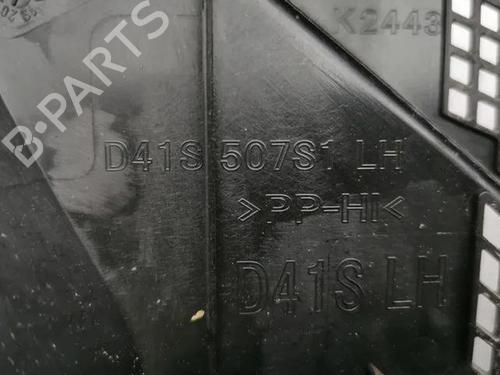 K2443
B-PARTS
D41S 507S1 LH
>PP-HI<
D41S LH